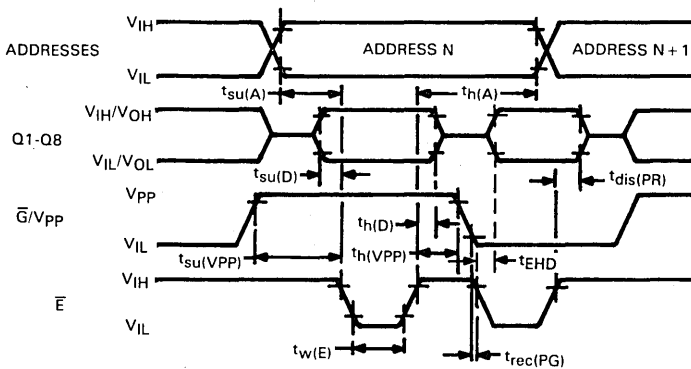 VIH
ADDRESSES
ADDRESS N
ADDRESS N+1
VIL
tsu(A)
th(A)
VIH/VOH
Q1-Q8
VIL/VOL
tsu(D)
tdis(PR)
VPP
G̅/VPP
th(D)
VIL
tsu(VPP)
th(VPP)
tEHD
VIH
E̅
VIL
tw(E)
trec(PG)